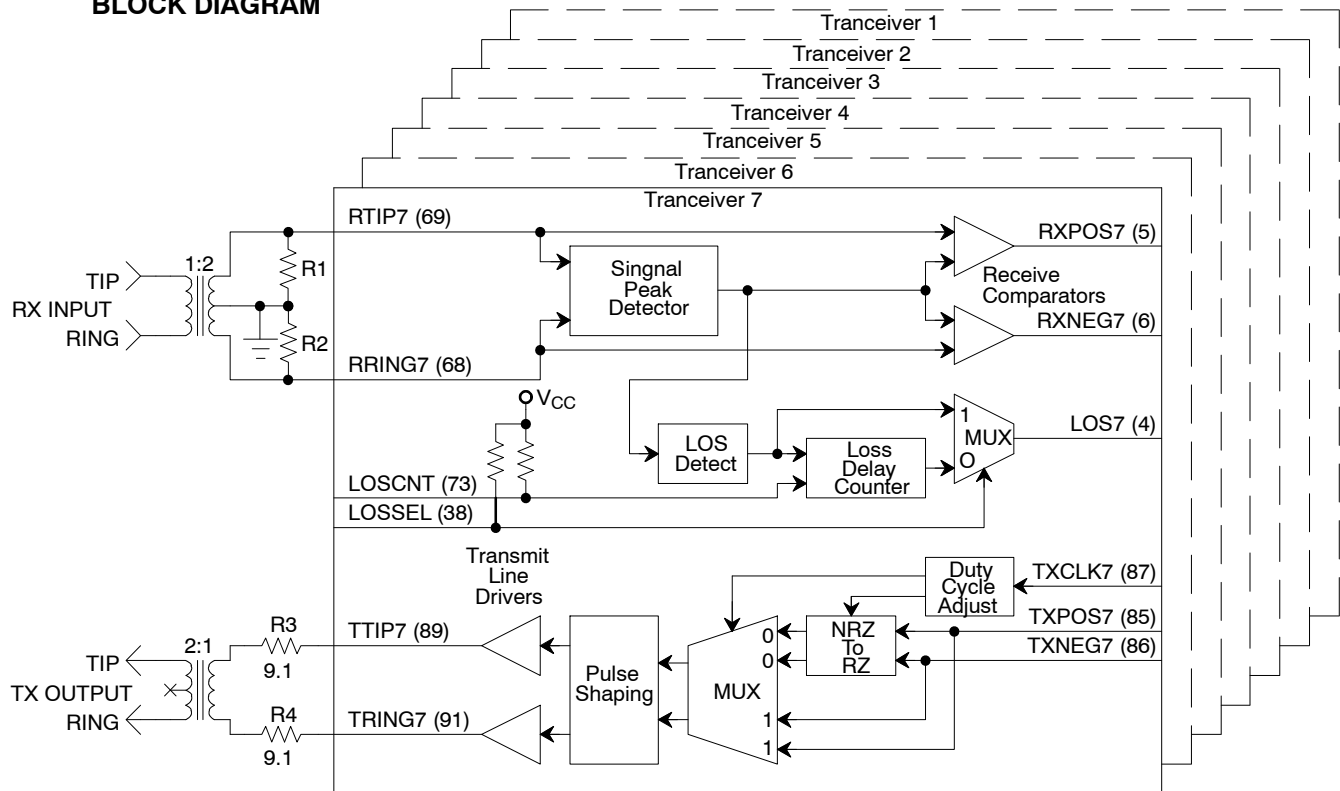 BLOCK DIAGRAM
Tranceiver 1
Tranceiver 2
Tranceiver 3
Tranceiver 4
Tranceiver 5
Tranceiver 6
Tranceiver 7
RTIP7 (69)
RXPOS7 (5)
1:2
TIP
RX INPUT
RING
R1
R2
Singnal
Peak
Detector
Receive
Comparators
RXNEG7 (6)
RRING7 (68)
VCC
LOS
Detect
Loss
Delay
Counter
1
MUX
O
LOS7 (4)
LOSCNT (73)
LOSSEL (38)
Transmit
Line
Drivers
Duty
Cycle
Adjust
TXCLK7 (87)
TXPOS7 (85)
TXNEG7 (86)
NRZ
To
RZ
0
0
MUX
1
1
Pulse
Shaping
TTIP7 (89)
TRING7 (91)
R3
9.1
R4
9.1
2:1
TIP
TX OUTPUT
RING